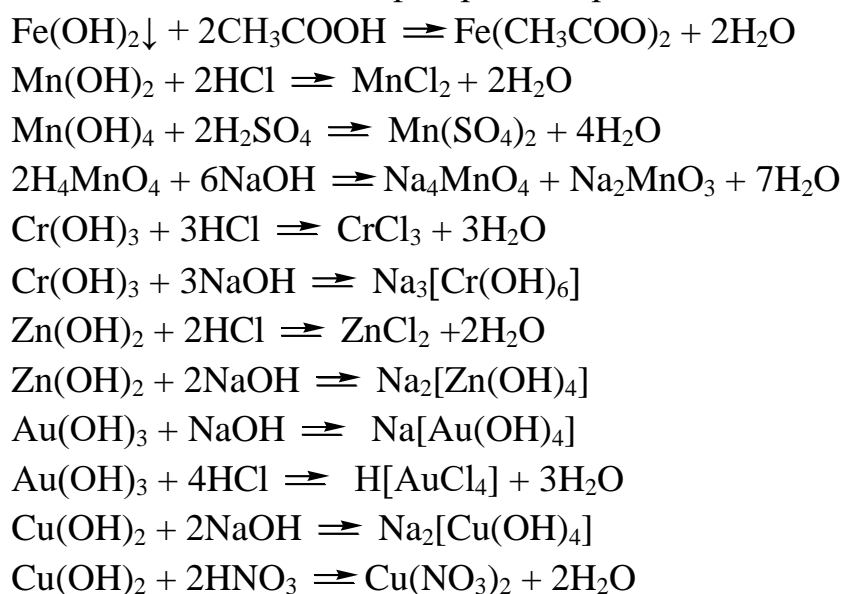 Fe(OH)₂↓ + 2CH₃COOH ⇌ Fe(CH₃COO)₂ + 2H₂O
Mn(OH)₂ + 2HCl ⇌ MnCl₂ + 2H₂O
Mn(OH)₄ + 2H₂SO₄ ⇌ Mn(SO₄)₂ + 4H₂O
2H₄MnO₄ + 6NaOH ⇌ Na₄MnO₄ + Na₂MnO₃ + 7H₂O
Cr(OH)₃ + 3HCl ⇌ CrCl₃ + 3H₂O
Cr(OH)₃ + 3NaOH ⇌ Na₃[Cr(OH)₆]
Zn(OH)₂ + 2HCl ⇌ ZnCl₂ +2H₂O
Zn(OH)₂ + 2NaOH ⇌ Na₂[Zn(OH)₄]
Au(OH)₃ + NaOH ⇌ Na[Au(OH)₄]
Au(OH)₃ + 4HCl ⇌ H[AuCl₄] + 3H₂O
Cu(OH)₂ + 2NaOH ⇌ Na₂[Cu(OH)₄]
Cu(OH)₂ + 2HNO₃ ⇌ Cu(NO₃)₂ + 2H₂O